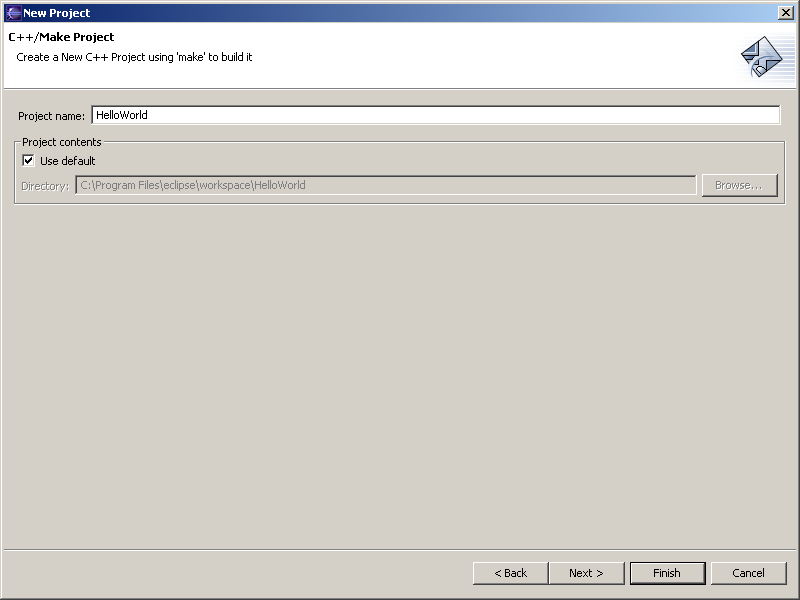 New Project
C++/Make Project
Create a New C++ Project using 'make' to build it
Project name: HelloWorld
Project contents
Use default
Directory: C:\Program Files\eclipse\workspace\HelloWorld Browse...
< Back Next > Finish Cancel